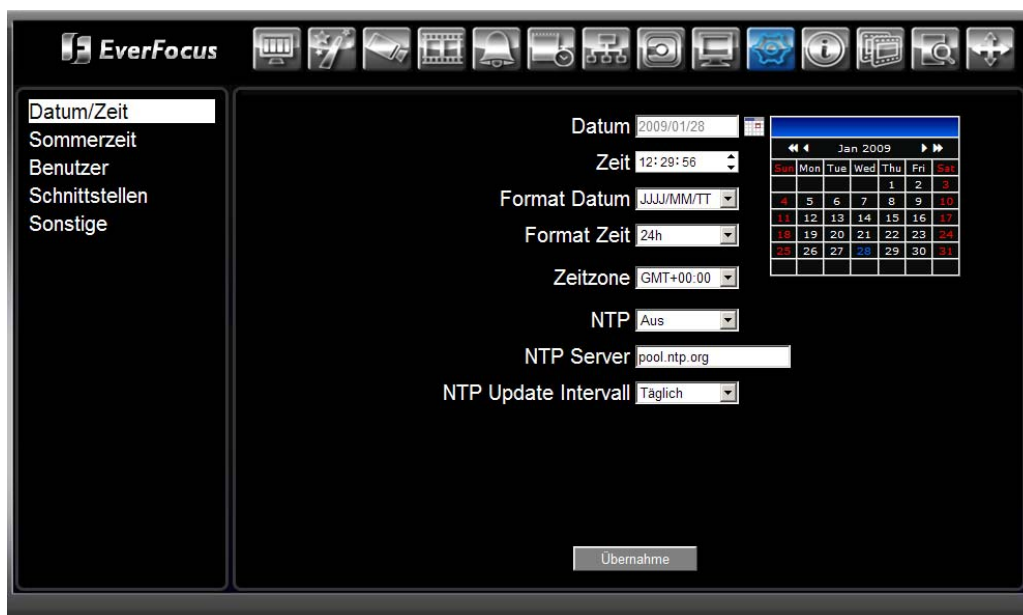 EverFocus
Datum/Zeit
Sommerzeit
Benutzer
Schnittstellen
Sonstige
Datum 2009/01/28
Zeit 12:29:56
Format Datum JJJJ/MM/TT
Format Zeit 24h
Zeitzone GMT+00:00
NTP Aus
NTP Server pool.ntp.org
NTP Update Intervall Täglich
Jan 2009
Sun Mon Tue Wed Thu Fri Sat
1 2 3
4 5 6 7 8 9 10
11 12 13 14 15 16 17
18 19 20 21 22 23 24
25 26 27 28 29 30 31
Übernahme